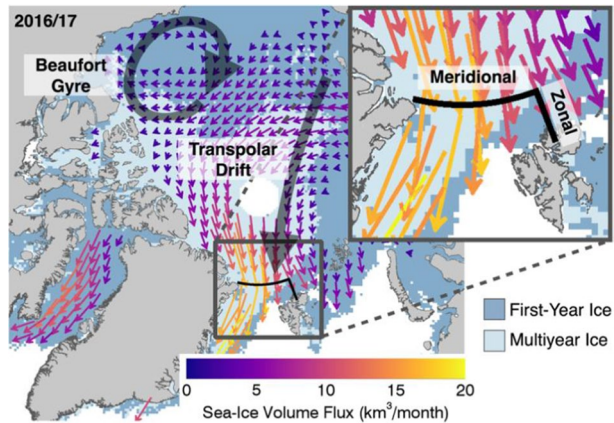 2016/17
Beaufort
Gyre
Transpolar
Drift
Meridional
Zonal
First-Year Ice
Multiyear Ice
0 5 10 15 20
Sea-Ice Volume Flux (km³/month)